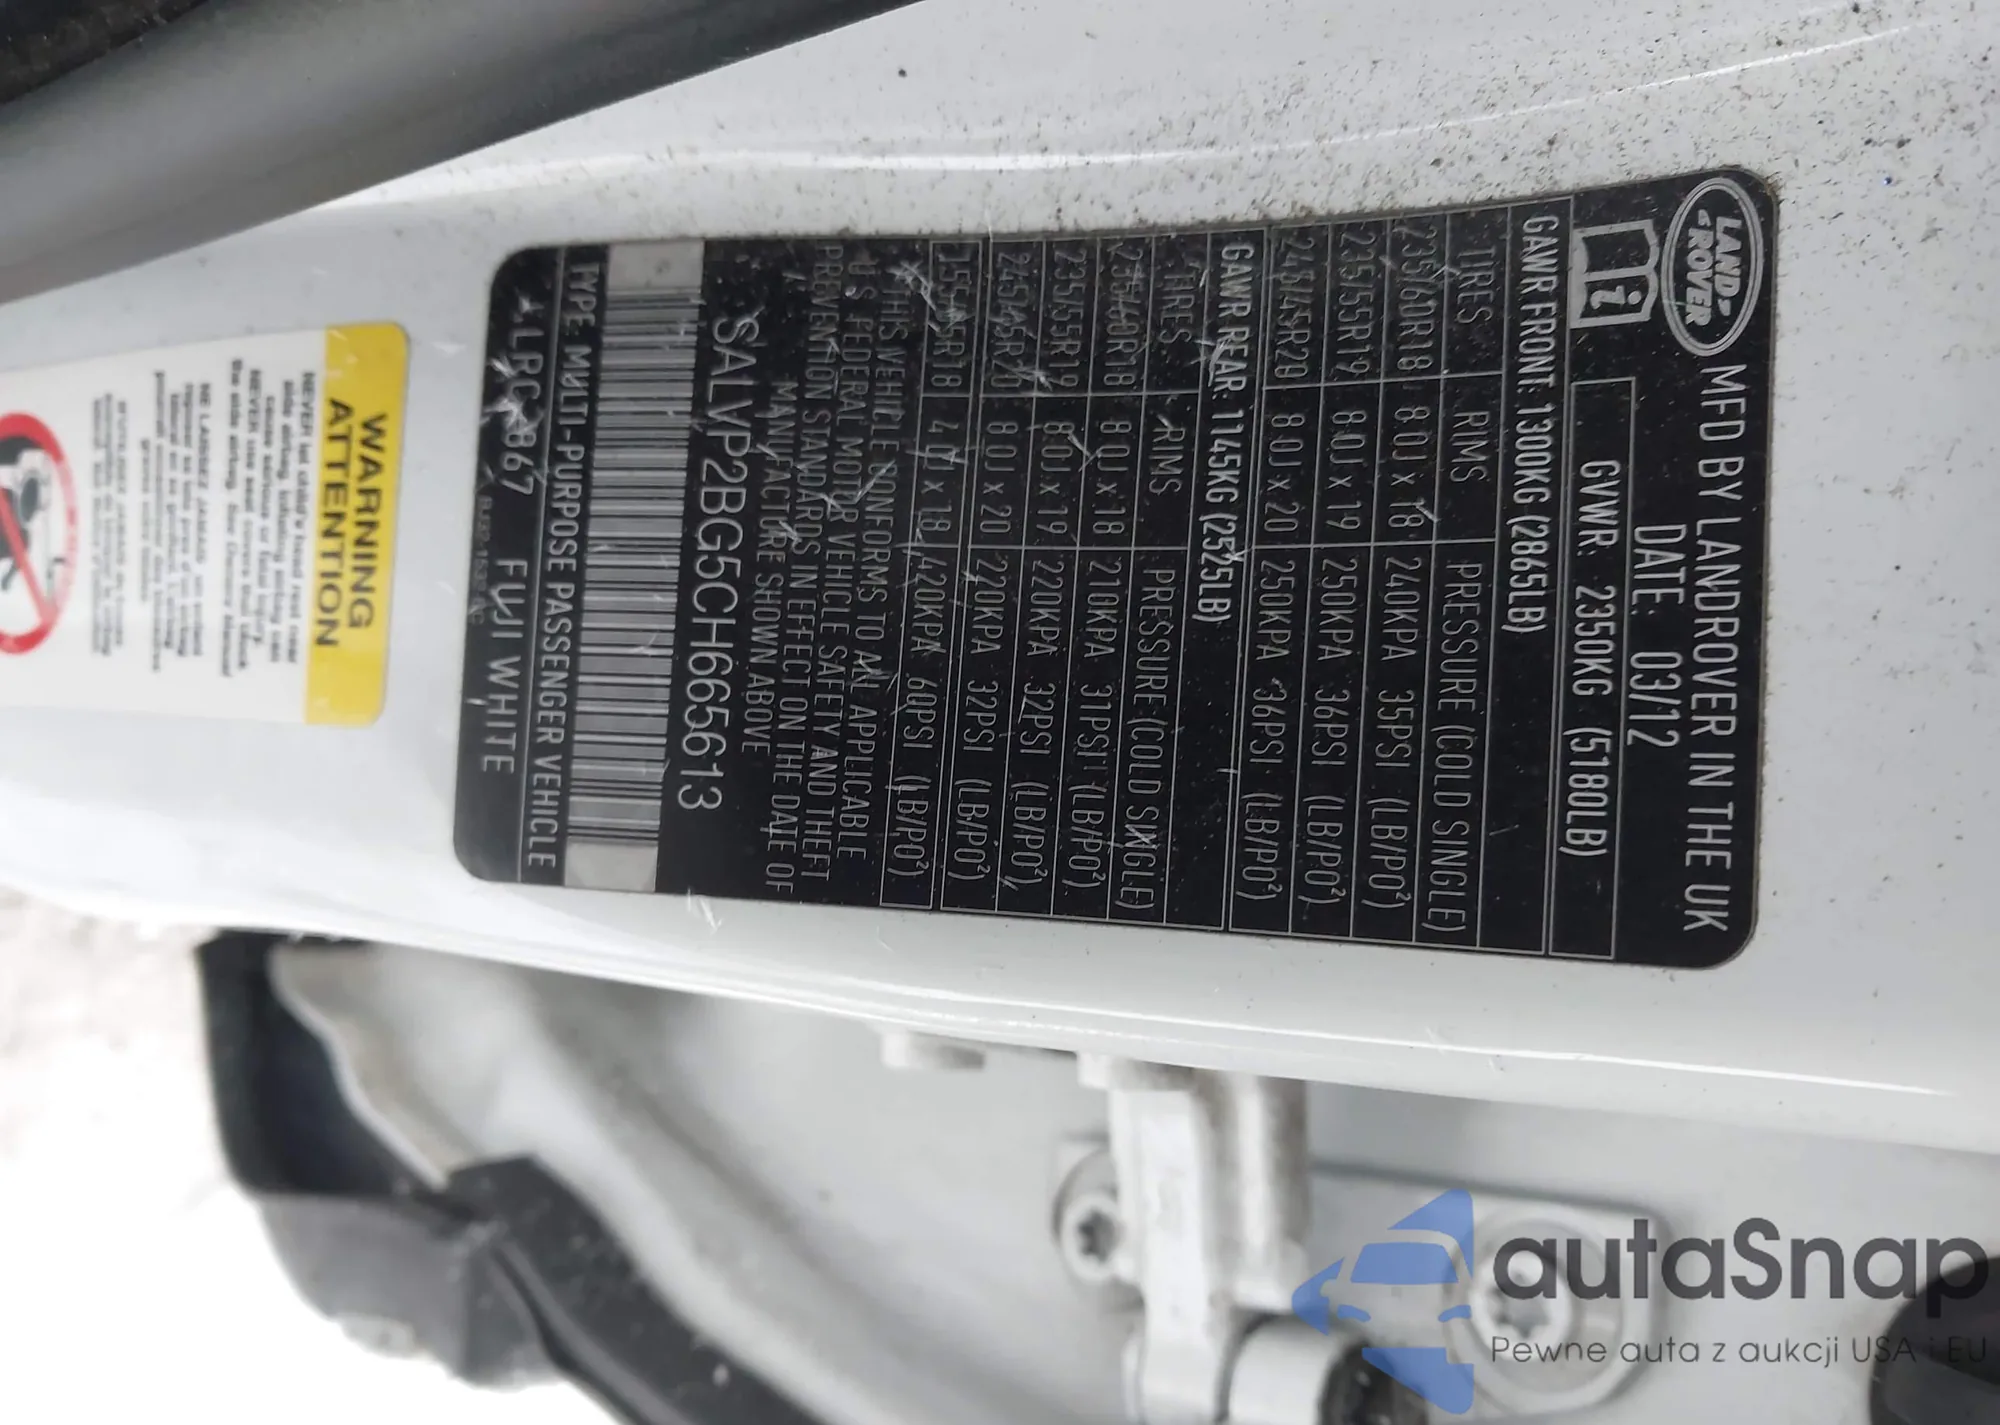 LAND
ROVER
MFD BY LANDROVER IN THE UK
DATE: 03/12
i
GVWR: 2350KG (5180LB)
GAWR FRONT: 1300KG (2865LB)
TIRES RIMS PRESSURE (COLD SINGLE)
235/60R18 8.0J x 18 240KPA 35PSI (LB/PO²)
235/55R19 8.0J x 19 250KPA 36PSI (LB/PO²)
245/45R20 8.0J x 20 250KPA 36PSI (LB/PO²)
GAWR REAR: 1145KG (2525LB)
TIRES RIMS PRESSURE (COLD SINGLE)
235/60R18 8.0J x 18 210KPA 31PSI (LB/PO²)
235/55R19 8.0J x 19 220KPA 32PSI (LB/PO²)
245/45R20 8.0J x 20 220KPA 32PSI (LB/PO²)
4.0J x 18 420KPA 60PSI (LB/PO²)
THIS VEHICLE CONFORMS TO ALL APPLICABLE
U.S. FEDERAL MOTOR VEHICLE SAFETY AND THEFT
PREVENTION STANDARDS IN EFFECT ON THE DATE OF
MANUFACTURE SHOWN ABOVE
SALVP2BG5CH665613
TYPE MULTI-PURPOSE PASSENGER VEHICLE
FUJI WHITE
WARNING
ATTENTION
autaSnap
Pewne auta z aukcji USA i EU